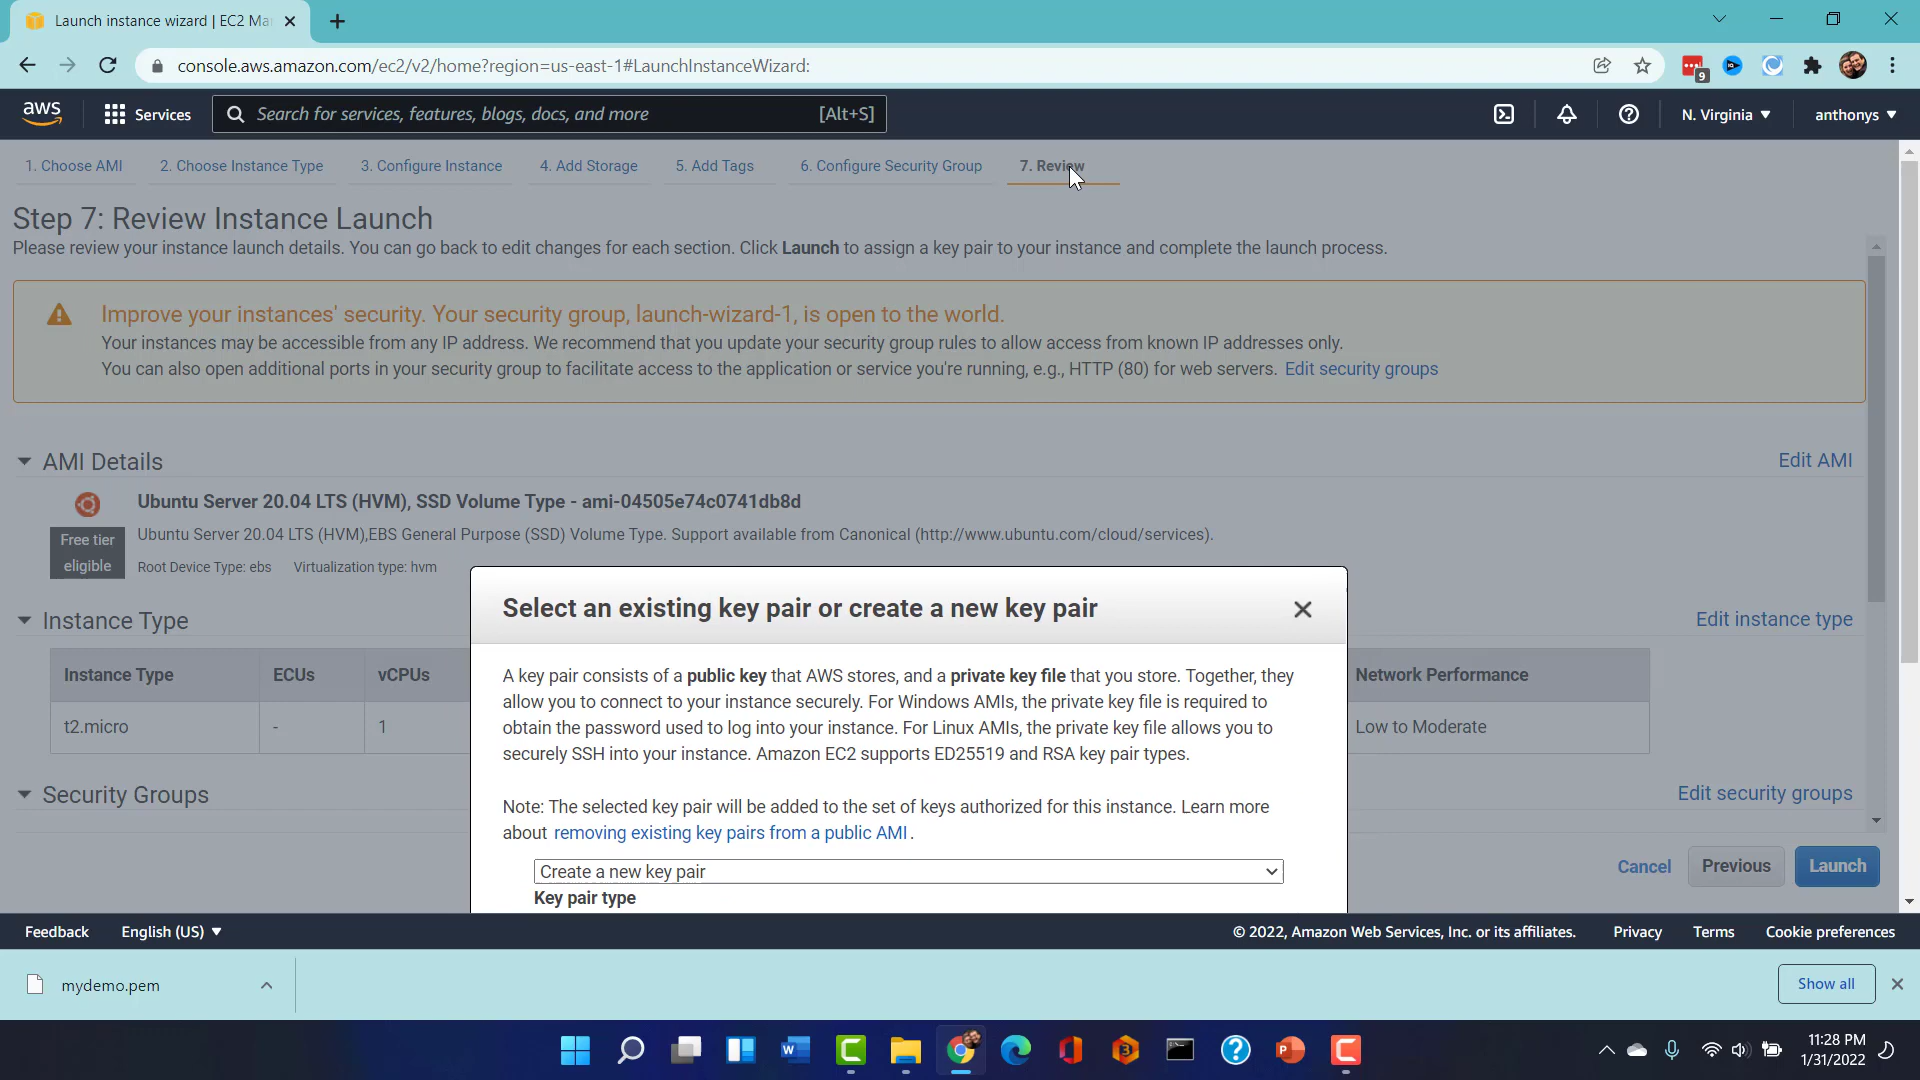 Launch instance wizard | EC2 Ma
console.aws.amazon.com/ec2/v2/home?region=us-east-1#LaunchInstanceWizard:
9
aws
Services
Search for services, features, blogs, docs, and more
[Alt+S]
N. Virginia
anthonys
1. Choose AMI
2. Choose Instance Type
3. Configure Instance
4. Add Storage
5. Add Tags
6. Configure Security Group
7. Review
Step 7: Review Instance Launch
Please review your instance launch details. You can go back to edit changes for each section. Click Launch to assign a key pair to your instance and complete the launch process.
Improve your instances' security. Your security group, launch-wizard-1, is open to the world.
Your instances may be accessible from any IP address. We recommend that you update your security group rules to allow access from known IP addresses only.
You can also open additional ports in your security group to facilitate access to the application or service you're running, e.g., HTTP (80) for web servers. Edit security groups
AMI Details
Edit AMI
Ubuntu Server 20.04 LTS (HVM), SSD Volume Type - ami-04505e74c0741db8d
Free tier
eligible
Ubuntu Server 20.04 LTS (HVM),EBS General Purpose (SSD) Volume Type. Support available from Canonical (http://www.ubuntu.com/cloud/services).
Root Device Type: ebs
Virtualization type: hvm
Instance Type
Edit instance type
Instance Type
ECUs
vCPUs
Network Performance
t2.micro
-
1
Low to Moderate
Security Groups
Edit security groups
Select an existing key pair or create a new key pair
A key pair consists of a public key that AWS stores, and a private key file that you store. Together, they
allow you to connect to your instance securely. For Windows AMIs, the private key file is required to
obtain the password used to log into your instance. For Linux AMIs, the private key file allows you to
securely SSH into your instance. Amazon EC2 supports ED25519 and RSA key pair types.
Note: The selected key pair will be added to the set of keys authorized for this instance. Learn more
about removing existing key pairs from a public AMI .
Create a new key pair
Key pair type
Cancel
Previous
Launch
Feedback
English (US)
© 2022, Amazon Web Services, Inc. or its affiliates.
Privacy
Terms
Cookie preferences
mydemo.pem
Show all
11:28 PM
1/31/2022